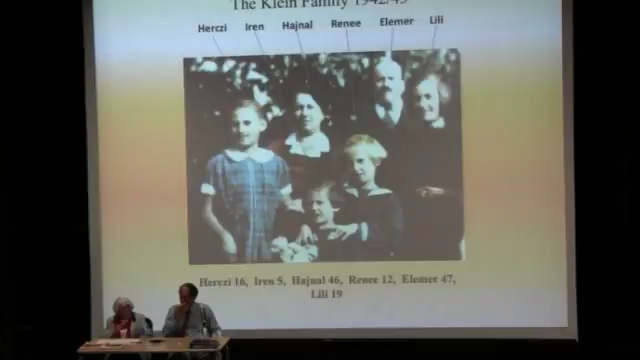 The Klein Family 1942/43
Herczi Iren Hajnal Renee Elemer Lili
Herczi 16, Iren 5, Hajnal 46, Renee 12, Elemer 47,
Lili 19